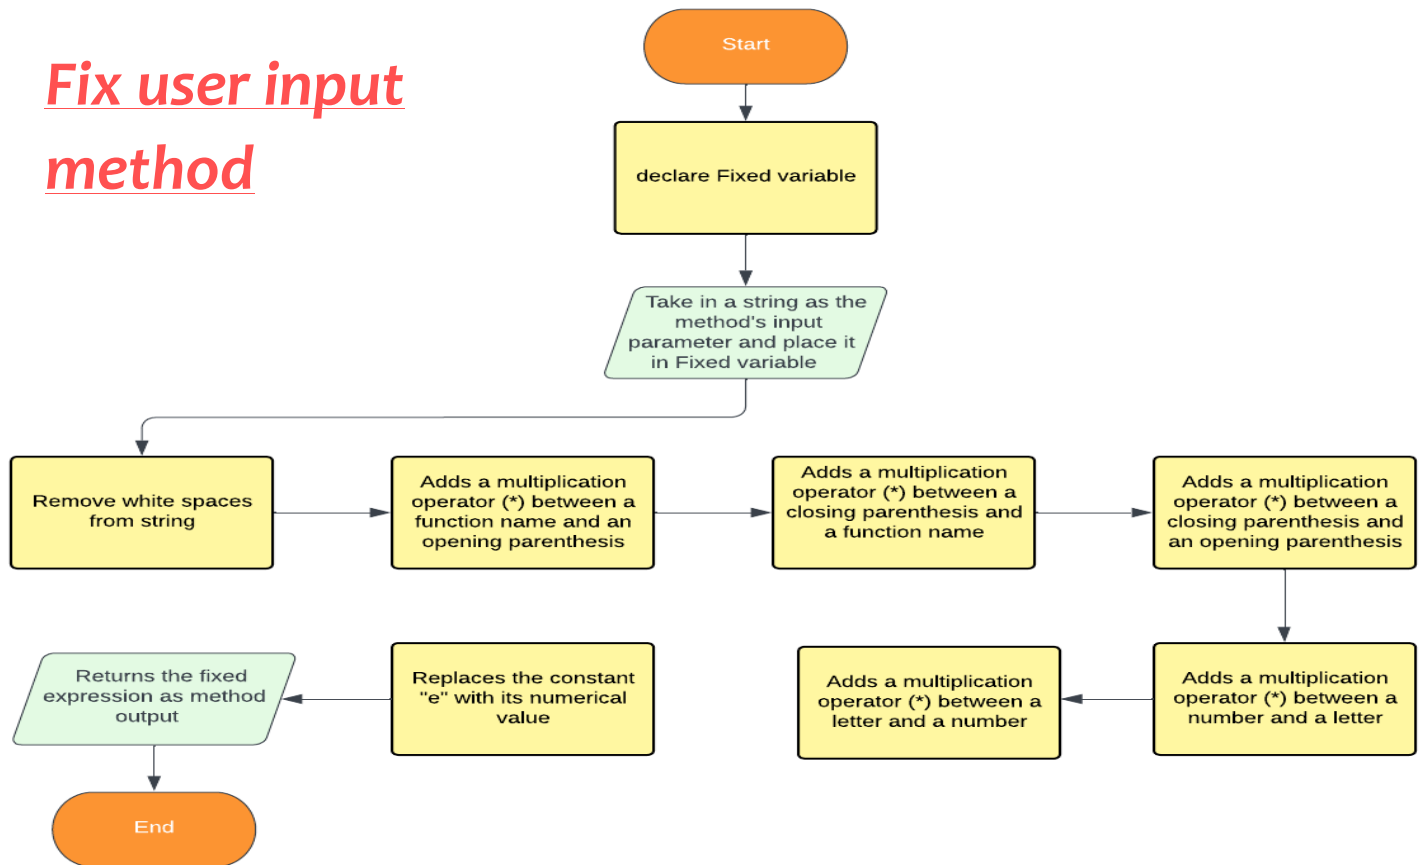 Fix user input
method
Start
declare Fixed variable
Take in a string as the
method's input
parameter and place it
in Fixed variable
Remove white spaces
from string
Adds a multiplication
operator (*) between a
function name and an
opening parenthesis
Adds a multiplication
operator (*) between a
closing parenthesis and
a function name
Adds a multiplication
operator (*) between a
closing parenthesis and
an opening parenthesis
Adds a multiplication
operator (*) between a
number and a letter
Adds a multiplication
operator (*) between a
letter and a number
Replaces the constant
"e" with its numerical
value
Returns the fixed
expression as method
output
End